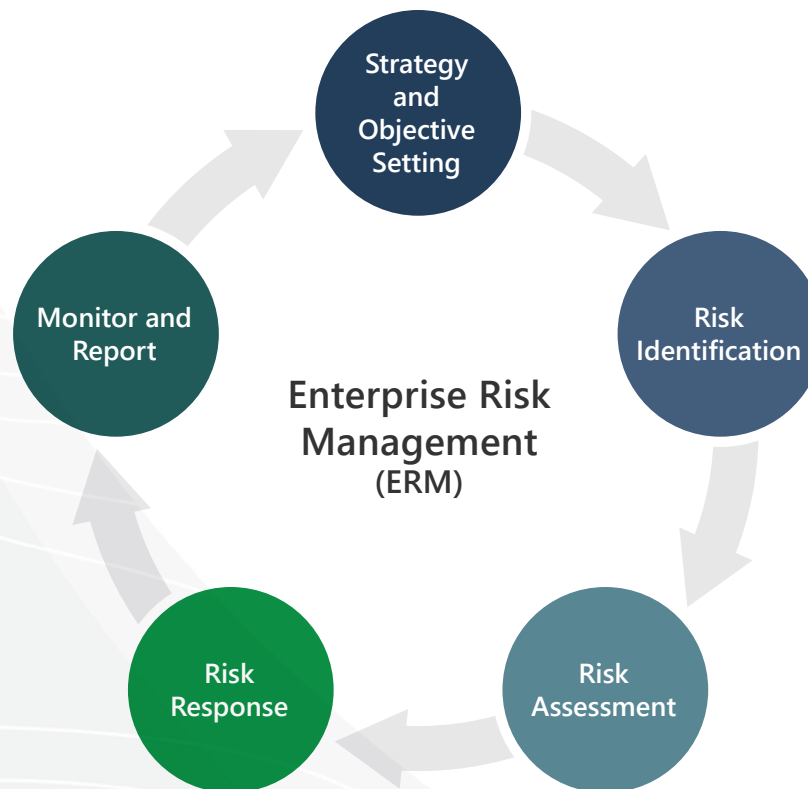 Strategy
and
Objective
Setting
Risk
Identification
Risk
Assessment
Risk
Response
Monitor and
Report
Enterprise Risk
Management
(ERM)